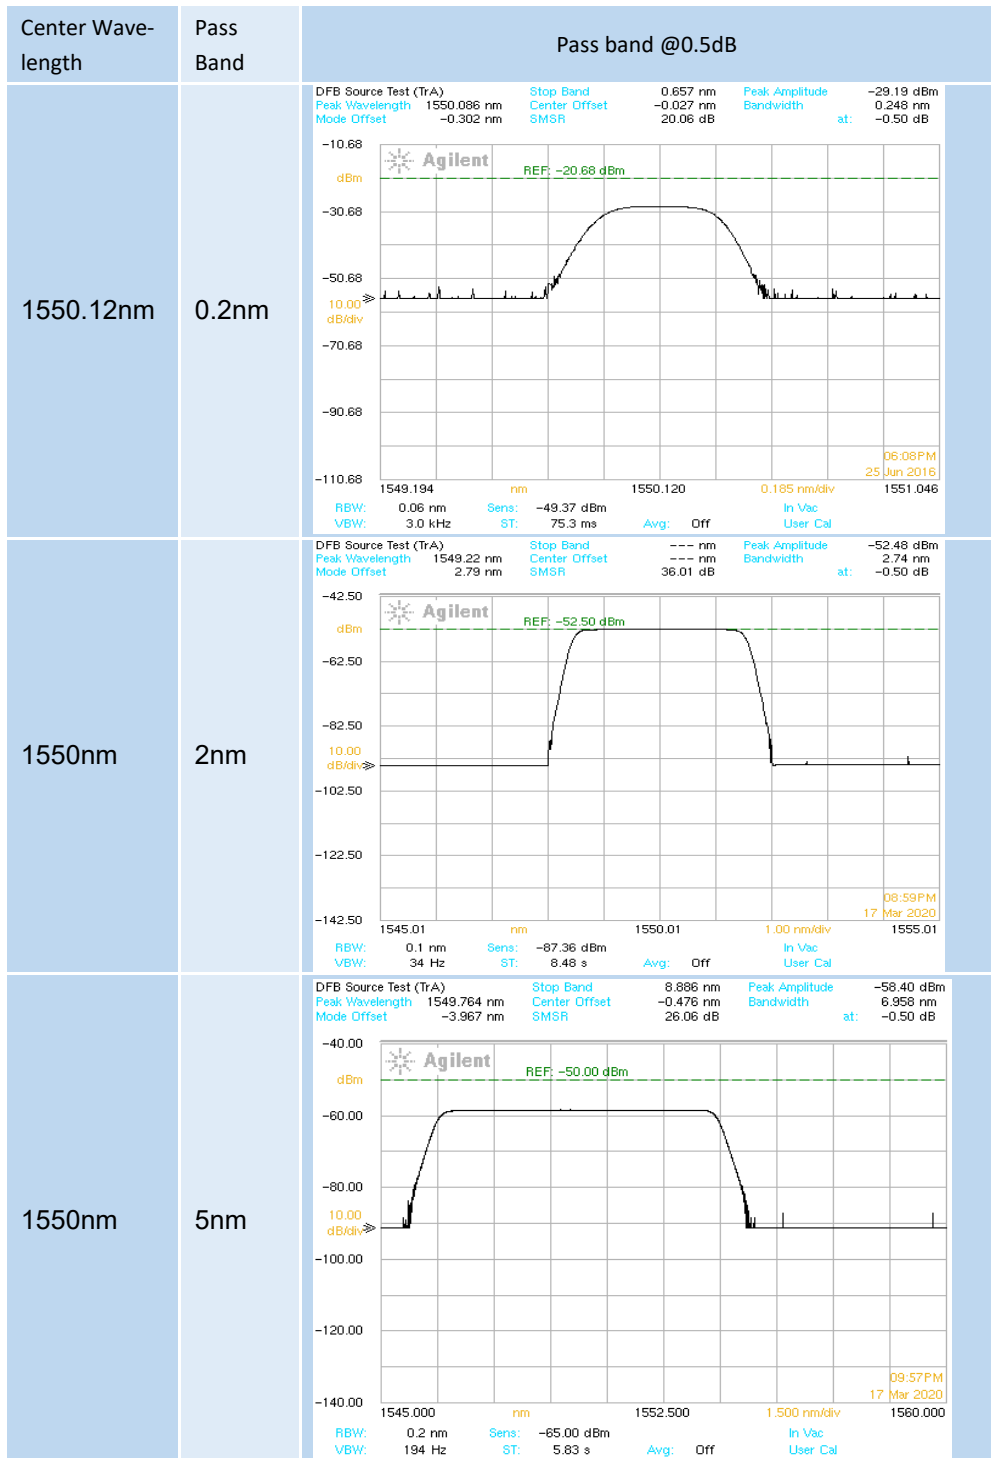 Center Wave-
length
Pass
Band
Pass band @0.5dB
1550.12nm
0.2nm
DFB Source Test (TrA) Stop Band 0.657 nm Peak Amplitude -29.19 dBm
Peak Wavelength 1550.086 nm Center Offset -0.027 nm Bandwidth 0.248 nm
Mode Offset -0.302 nm SMSR 20.06 dB at: -0.50 dB
-10.68
Agilent
REF: -20.68 dBm
dBm
-30.68
-50.68
10.00
dB/div
-70.68
-90.68
06:08PM
25 Jun 2016
-110.68
1549.194 nm 1550.120 0.185 nm/div 1551.046
RBW: 0.06 nm Sens: -49.37 dBm In Vac
VBW: 3.0 kHz ST: 75.3 ms Avg: Off User Cal
1550nm
2nm
DFB Source Test (TrA) Stop Band --- nm Peak Amplitude -52.48 dBm
Peak Wavelength 1549.22 nm Center Offset --- nm Bandwidth 2.74 nm
Mode Offset 2.79 nm SMSR 36.01 dB at: -0.50 dB
-42.50
Agilent
REF: -52.50 dBm
dBm
-62.50
-82.50
10.00
dB/div
-102.50
-122.50
08:59PM
17 Mar 2020
-142.50
1545.01 nm 1550.01 1.00 nm/div 1555.01
RBW: 0.1 nm Sens: -87.36 dBm In Vac
VBW: 34 Hz ST: 8.48 s Avg: Off User Cal
1550nm
5nm
DFB Source Test (TrA) Stop Band 8.886 nm Peak Amplitude -58.40 dBm
Peak Wavelength 1549.764 nm Center Offset -0.476 nm Bandwidth 6.958 nm
Mode Offset -3.967 nm SMSR 26.06 dB at: -0.50 dB
-40.00
Agilent
REF: -50.00 dBm
dBm
-60.00
-80.00
10.00
dB/div
-100.00
-120.00
09:57PM
17 Mar 2020
-140.00
1545.000 nm 1552.500 1.500 nm/div 1560.000
RBW: 0.2 nm Sens: -65.00 dBm In Vac
VBW: 194 Hz ST: 5.83 s Avg: Off User Cal